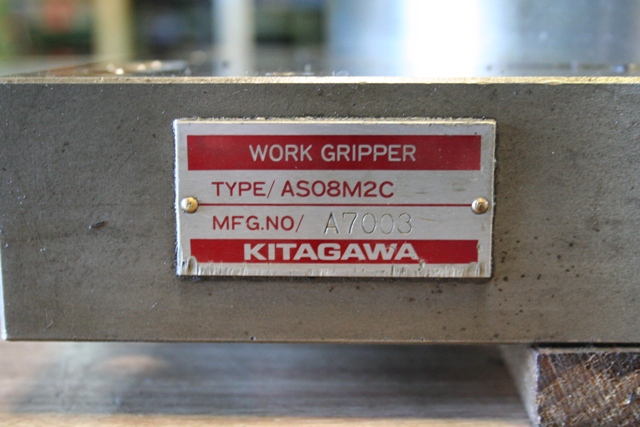 WORK GRIPPER
TYPE/ AS08M2C
MFG.NO/ A7003
KITAGAWA